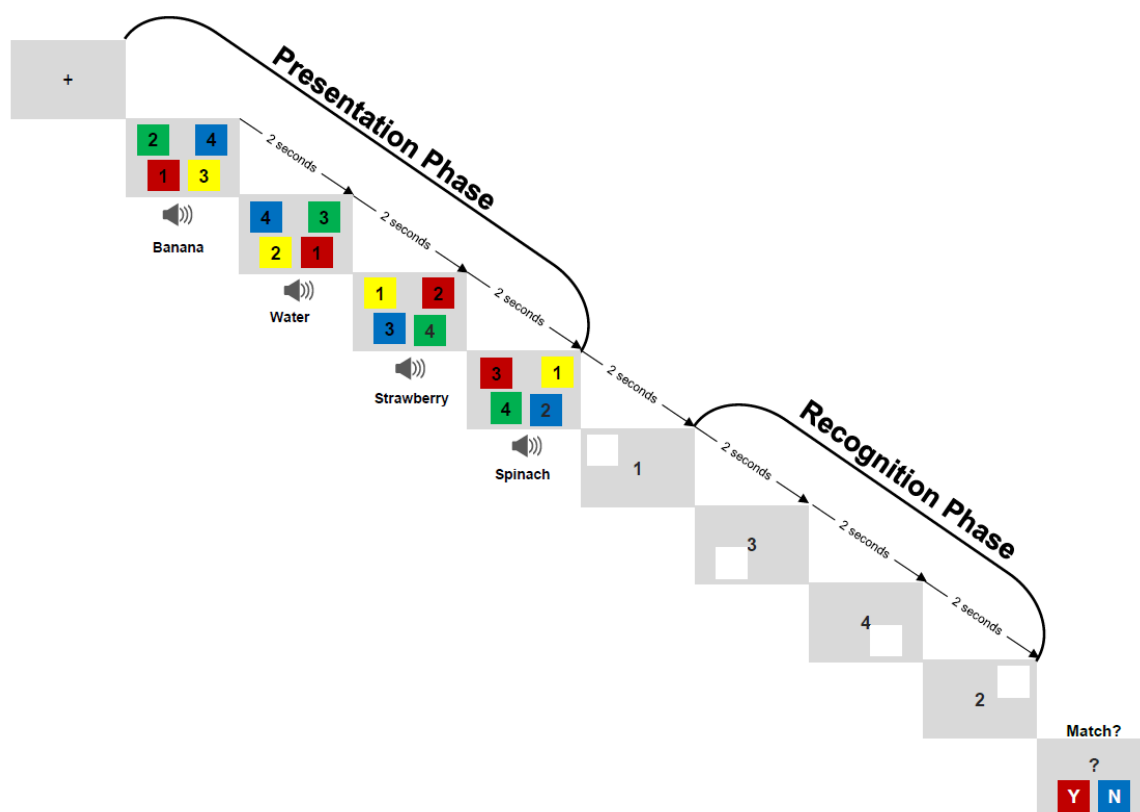 +
Presentation Phase
2 4
1 3
Banana
2 seconds
4 3
2 1
Water
2 seconds
1 2
3 4
Strawberry
2 seconds
3 1
4 2
Spinach
2 seconds
1
Recognition Phase
2 seconds
3
2 seconds
4
2 seconds
2
Match?
?
Y N